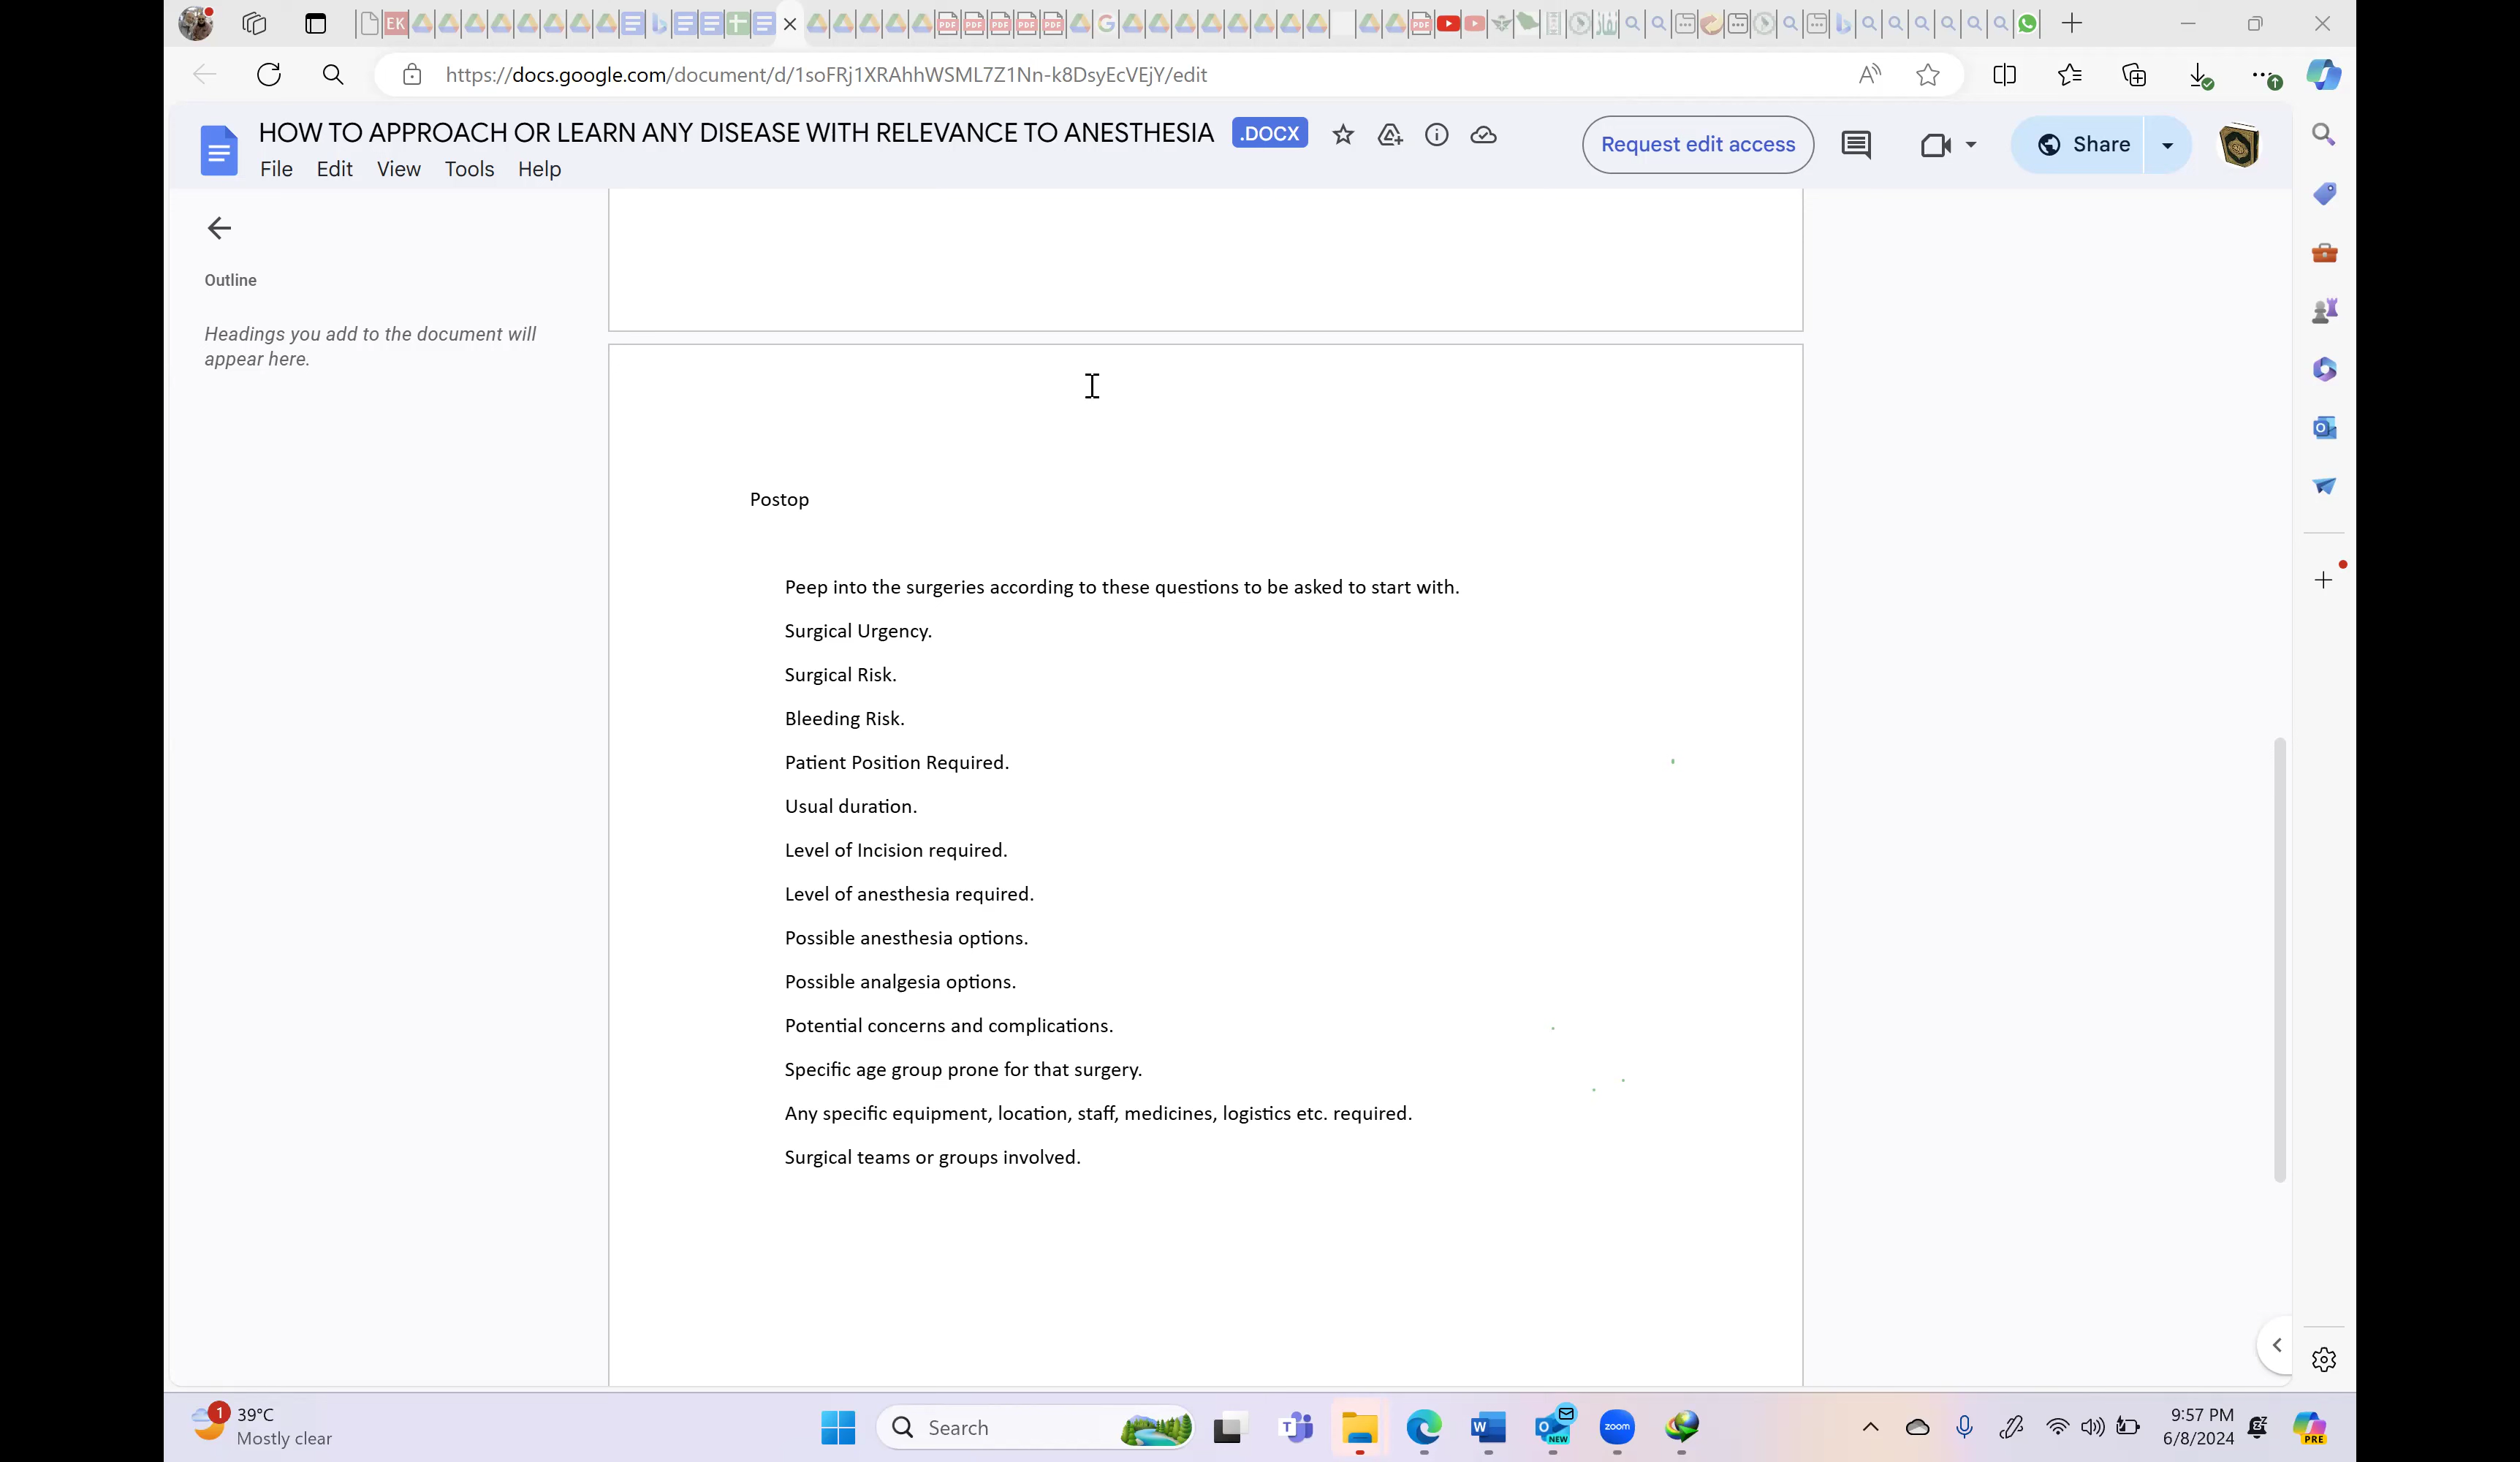 EK
https://docs.google.com/document/d/1soFRj1XRAhhWSML7Z1Nn-k8DsyEcVEjY/edit
HOW TO APPROACH OR LEARN ANY DISEASE WITH RELEVANCE TO ANESTHESIA .DOCX
Request edit access
Share
File Edit View Tools Help
Outline
Headings you add to the document will
appear here.
Postop
Peep into the surgeries according to these questions to be asked to start with.
Surgical Urgency.
Surgical Risk.
Bleeding Risk.
Patient Position Required.
Usual duration.
Level of Incision required.
Level of anesthesia required.
Possible anesthesia options.
Possible analgesia options.
Potential concerns and complications.
Specific age group prone for that surgery.
Any specific equipment, location, staff, medicines, logistics etc. required.
Surgical teams or groups involved.
1
39°C
Mostly clear
Search
NEW
zoom
9:57 PM
6/8/2024
PRE